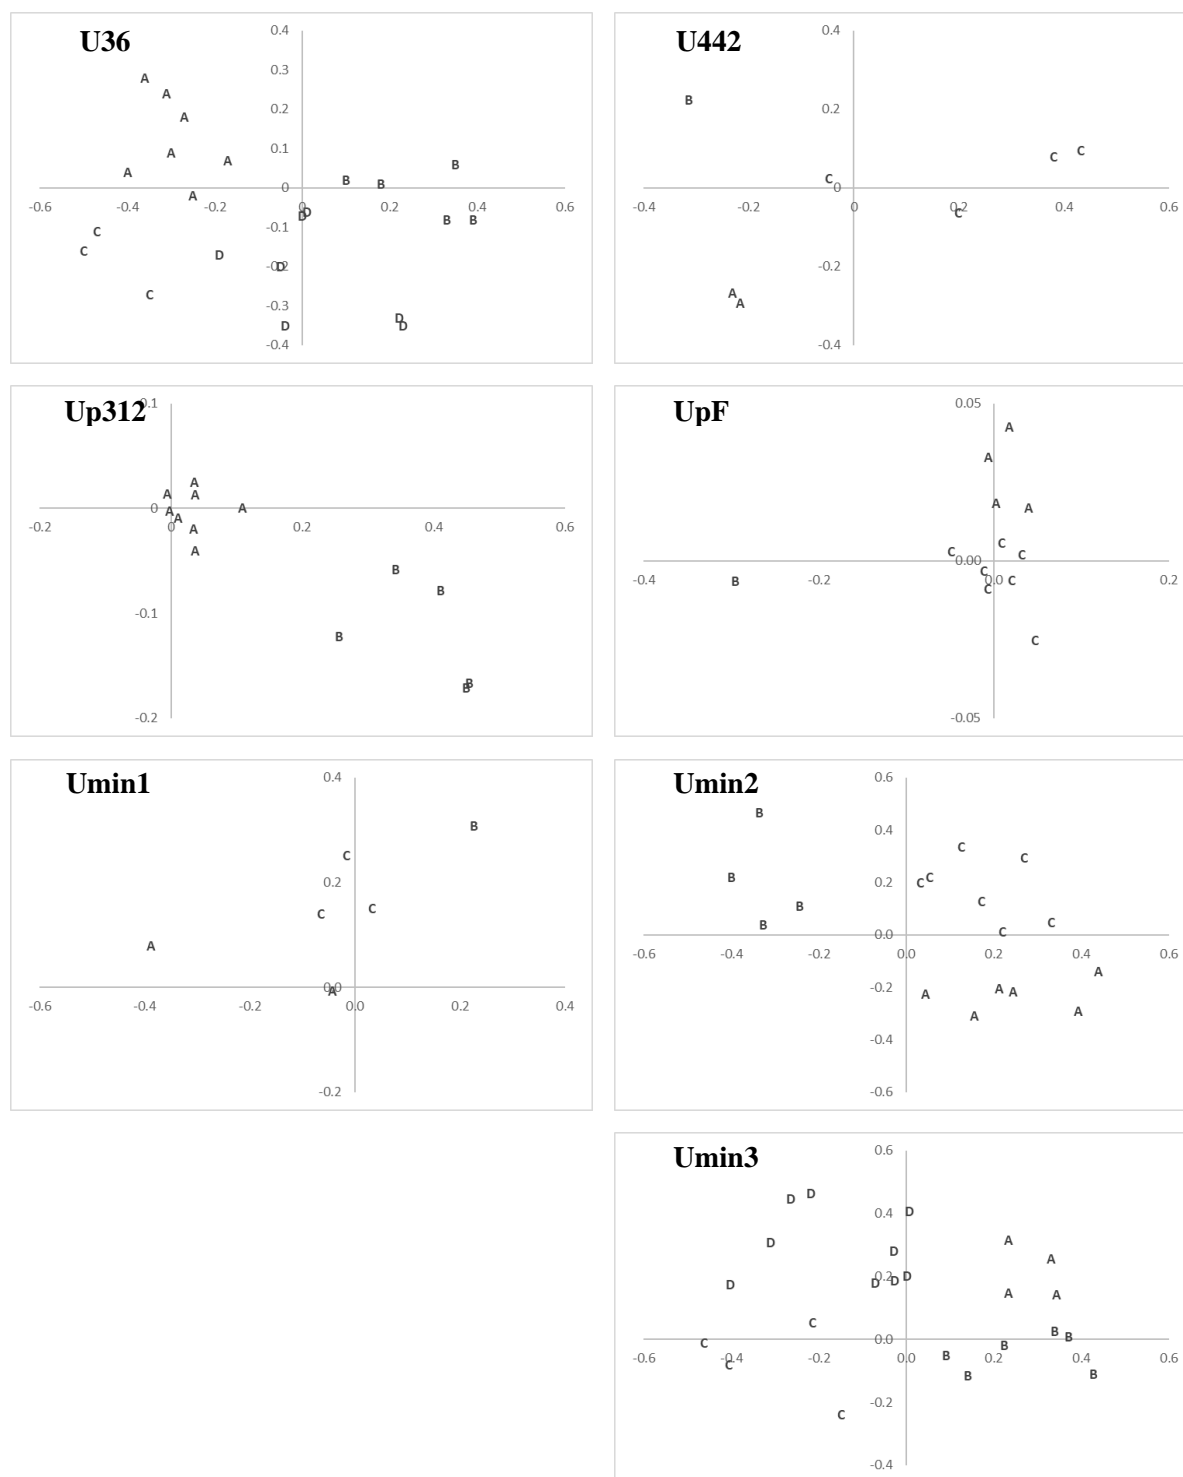 U36
0.4
0.3
0.2
0.1
0
-0.1
-0.2
-0.3
-0.4
-0.6 -0.4 -0.2 0 0.2 0.4 0.6
A A A A A A A
B B B B B
C C C
D D D D D D D
U442
0.4
0.2
0
-0.2
-0.4
-0.4 -0.2 0 0.2 0.4 0.6
B
C C C C
A A
Up312
0.1
0
-0.1
-0.2
-0.2 0 0.2 0.4 0.6
A A A A A A A A
B B B B B
UpF
0.05
0.00
-0.05
-0.4 -0.2 0.0 0.2
A A A A
C C C C C C
B
Umin1
0.4
0.2
0.0
-0.2
-0.6 -0.4 -0.2 0.0 0.2 0.4
B
C C C
A A
Umin2
0.6
0.4
0.2
0.0
-0.2
-0.4
-0.6
-0.6 -0.4 -0.2 0.0 0.2 0.4 0.6
B B B B
C C C C C C C
A A A A A A
Umin3
0.6
0.4
0.2
0.0
-0.2
-0.4
-0.6 -0.4 -0.2 0.0 0.2 0.4 0.6
D D D D D D D D D
A A A A
C C C C
B B B B B B